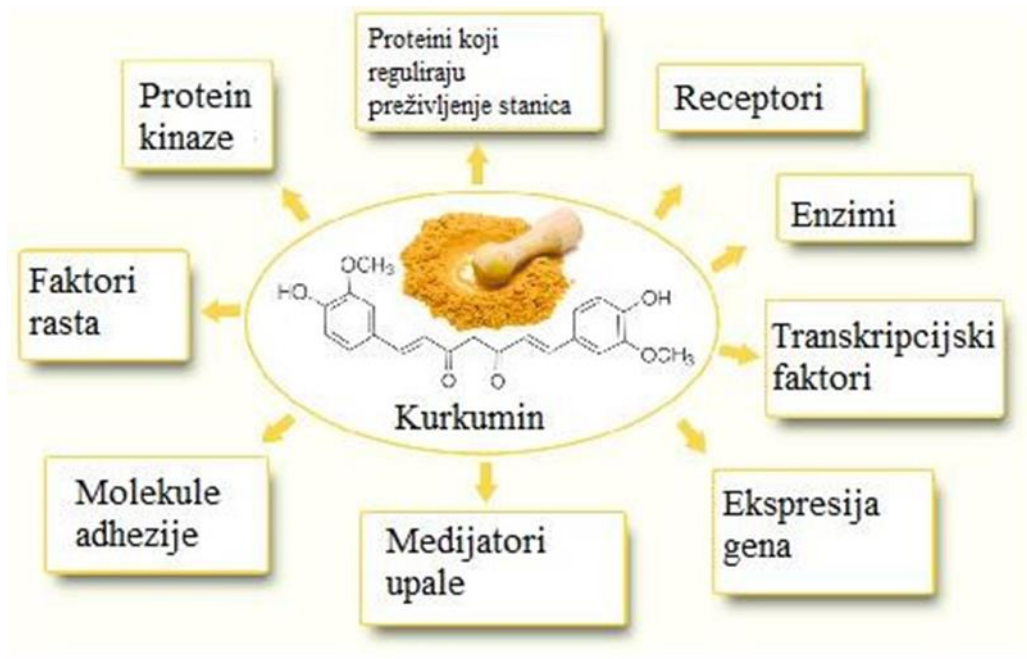 Proteini koji
reguliraju
preživljenje stanica
Protein
kinaze
Receptori
Enzimi
Faktori
rasta
OCH3
HO
OH
OCH3
O
O
Kurkumin
Transkripcijski
faktori
Molekule
adhezije
Medijatori
upale
Ekspresija
gena